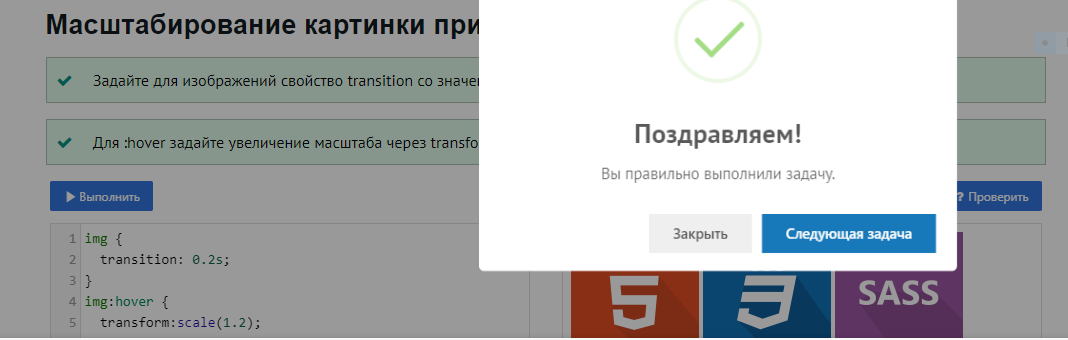 Масштабирование картинки при
Задайте для изображений свойство transition со
Для :hover задайте увеличение масштаба через
Выполнить
1 img {
2 transition: 0.2s;
3 }
4 img:hover {
5 transform:scale(1.2);
Поздравляем!
Вы правильно выполнили задачу.
Закрыть
Следующая задача
? Проверить
5
3
SASS